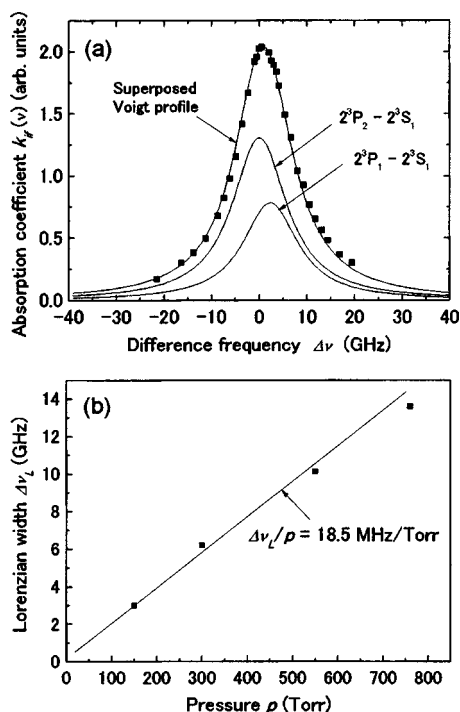 (a)
Absorption coefficient k_//(ν) (arb. units)
2.0
1.5
1.0
0.5
0.0
Superposed
Voigt profile
2³P₂ − 2³S₁
2³P₁ − 2³S₁
−40 −30 −20 −10 0 10 20 30 40
Difference frequency Δν (GHz)
(b)
Lorenzian width Δν_L (GHz)
14
12
10
8
6
4
2
0
Δν_L/p = 18.5 MHz/Torr
0 100 200 300 400 500 600 700 800
Pressure p (Torr)